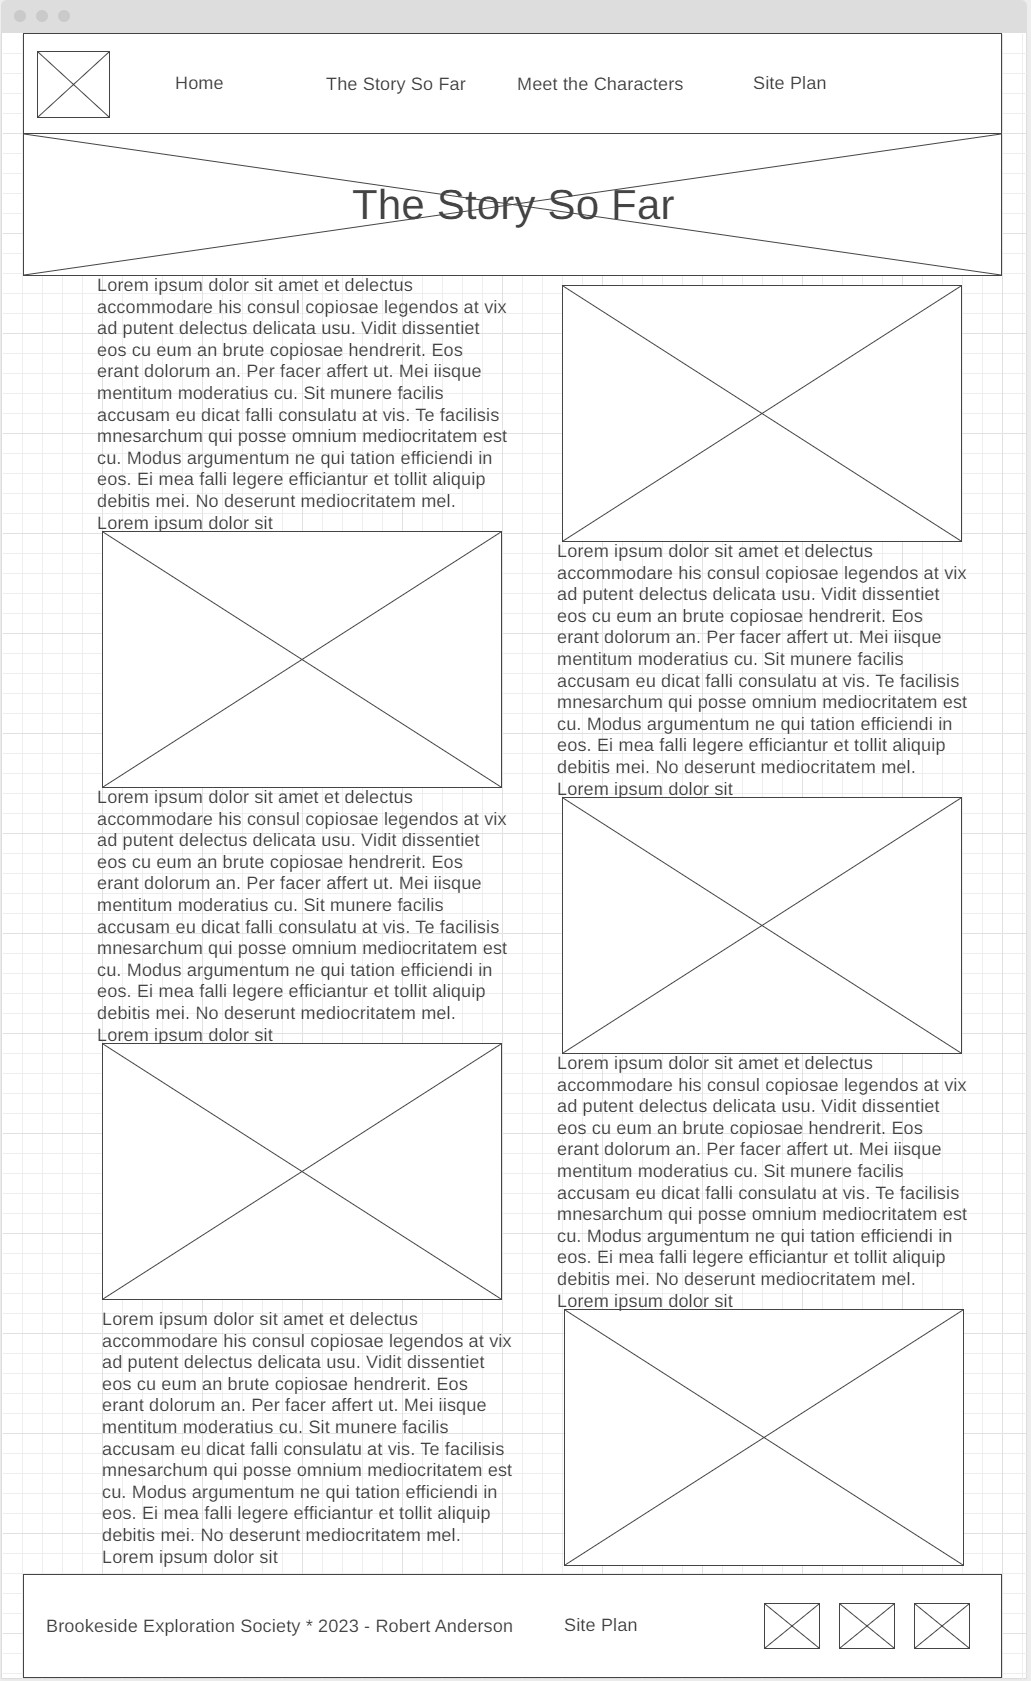 Home
The Story So Far
Meet the Characters
Site Plan
The Story So Far
Lorem ipsum dolor sit amet et delectus
accommodare his consul copiosae legendos at vix
ad putent delectus delicata usu. Vidit dissentiet
eos cu eum an brute copiosae hendrerit. Eos
erant dolorum an. Per facer affert ut. Mei iisque
mentitum moderatius cu. Sit munere facilis
accusam eu dicat falli consulatu at vis. Te facilisis
mnesarchum qui posse omnium mediocritatem est
cu. Modus argumentum ne qui tation efficiendi in
eos. Ei mea falli legere efficiantur et tollit aliquip
debitis mei. No deserunt mediocritatem mel.
Lorem ipsum dolor sit
Lorem ipsum dolor sit amet et delectus
accommodare his consul copiosae legendos at vix
ad putent delectus delicata usu. Vidit dissentiet
eos cu eum an brute copiosae hendrerit. Eos
erant dolorum an. Per facer affert ut. Mei iisque
mentitum moderatius cu. Sit munere facilis
accusam eu dicat falli consulatu at vis. Te facilisis
mnesarchum qui posse omnium mediocritatem est
cu. Modus argumentum ne qui tation efficiendi in
eos. Ei mea falli legere efficiantur et tollit aliquip
debitis mei. No deserunt mediocritatem mel.
Lorem ipsum dolor sit
Lorem ipsum dolor sit amet et delectus
accommodare his consul copiosae legendos at vix
ad putent delectus delicata usu. Vidit dissentiet
eos cu eum an brute copiosae hendrerit. Eos
erant dolorum an. Per facer affert ut. Mei iisque
mentitum moderatius cu. Sit munere facilis
accusam eu dicat falli consulatu at vis. Te facilisis
mnesarchum qui posse omnium mediocritatem est
cu. Modus argumentum ne qui tation efficiendi in
eos. Ei mea falli legere efficiantur et tollit aliquip
debitis mei. No deserunt mediocritatem mel.
Lorem ipsum dolor sit
Lorem ipsum dolor sit amet et delectus
accommodare his consul copiosae legendos at vix
ad putent delectus delicata usu. Vidit dissentiet
eos cu eum an brute copiosae hendrerit. Eos
erant dolorum an. Per facer affert ut. Mei iisque
mentitum moderatius cu. Sit munere facilis
accusam eu dicat falli consulatu at vis. Te facilisis
mnesarchum qui posse omnium mediocritatem est
cu. Modus argumentum ne qui tation efficiendi in
eos. Ei mea falli legere efficiantur et tollit aliquip
debitis mei. No deserunt mediocritatem mel.
Lorem ipsum dolor sit
Lorem ipsum dolor sit amet et delectus
accommodare his consul copiosae legendos at vix
ad putent delectus delicata usu. Vidit dissentiet
eos cu eum an brute copiosae hendrerit. Eos
erant dolorum an. Per facer affert ut. Mei iisque
mentitum moderatius cu. Sit munere facilis
accusam eu dicat falli consulatu at vis. Te facilisis
mnesarchum qui posse omnium mediocritatem est
cu. Modus argumentum ne qui tation efficiendi in
eos. Ei mea falli legere efficiantur et tollit aliquip
debitis mei. No deserunt mediocritatem mel.
Lorem ipsum dolor sit
Brookeside Exploration Society * 2023 - Robert Anderson
Site Plan